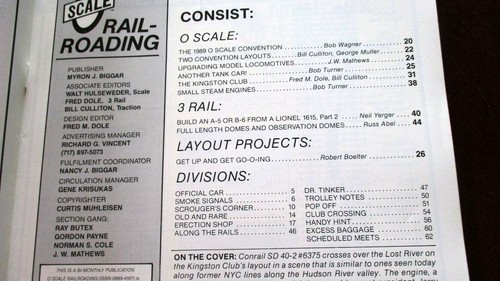 SCALE
RAIL-
ROADING
PUBLISHER
MYRON J. BIGGAR
ASSOCIATE EDITORS
WALT HULSEWEDER, Scale
FRED DOLE, 3 Rail
BILL CULLITON, Traction
DESIGN EDITOR
FRED M. DOLE
ADVERTISING MANAGER
RICHARD G. VINCENT
(717) 897-5073
FULFILMENT COORDINATOR
NANCY J. BIGGAR
CIRCULATION MANAGER
GENE KRISUKAS
COPYRIGHTER
CURTIS MUHLEISEN
SECTION GANG:
RAY BUTEX
GORDON PAYNE
NORMAN S. COLE
J. W. MATHEWS
THIS IS A BI-MONTHLY PUBLICATION
CONSIST:
O SCALE:
THE 1989 O SCALE CONVENTION Bob Wagner 20
TWO CONVENTION LAYOUTS Bill Culliton, George Muller 22
UPGRADING MODEL LOCOMOTIVES J.W. Mathews 24
ANOTHER TANK CAR! Bob Turner 25
THE KINGSTON CLUB Fred M. Dole, Bill Culliton 31
SMALL STEAM ENGINES Bob Turner 38
3 RAIL:
BUILD AN A-5 OR B-6 FROM A LIONEL 1615, Part 2 Neil Yerger 40
FULL LENGTH DOMES AND OBSERVATION DOMES Russ Abel 44
LAYOUT PROJECTS:
GET UP AND GET GO-O-ING Robert Boelter 26
DIVISIONS:
OFFICIAL CAR 5
SMOKE SIGNALS 6
SCROUGER'S CORNER 10
OLD AND RARE 14
ERECTION SHOP 17
ALONG THE RAILS 46
DR. TINKER 47
TROLLEY NOTES 50
POP OFF 51
CLUB CROSSING 54
HANDY HINT 56
EXCESS BAGGAGE 60
SCHEDULED MEETS 62
ON THE COVER: Conrail SD 40-2 #6375 crosses over the Lost River on
the Kingston Club's layout in a scene that is similar to ones seen today
along former NYC lines along the Hudson River valley. The engine, a